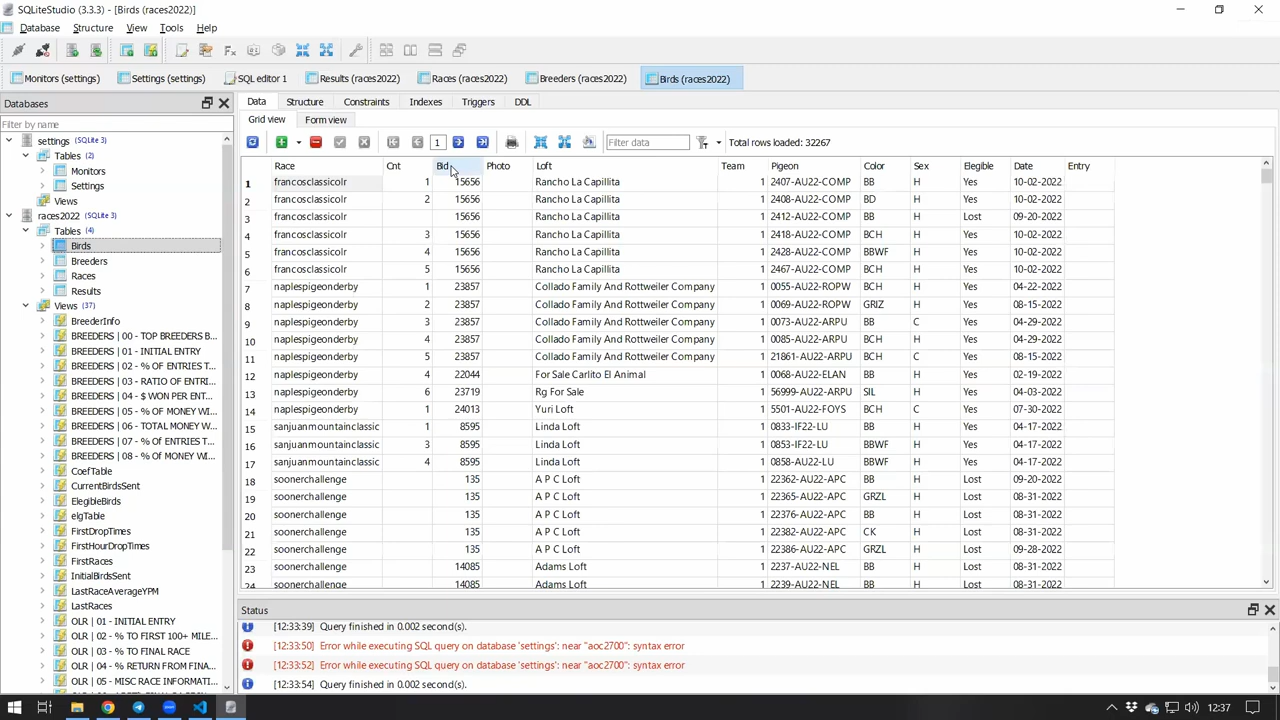 SQLiteStudio (3.3.3) - [Birds (races2022)]
Database Structure View Tools Help
Monitors (settings) Settings (settings) SQL editor 1 Results (races2022) Races (races2022) Breeders (races2022) Birds (races2022)
Databases
Filter by name
settings (SQLite 3)
Tables (2)
Monitors
Settings
Views
races2022 (SQLite 3)
Tables (4)
Birds
Breeders
Races
Results
Views (37)
BreederInfo
BREEDERS | 00 - TOP BREEDERS B...
BREEDERS | 01 - INITIAL ENTRY
BREEDERS | 02 - % OF ENTRIES T...
BREEDERS | 03 - RATIO OF ENTRI...
BREEDERS | 04 - $ WON PER ENT...
BREEDERS | 05 - % OF MONEY WI...
BREEDERS | 06 - TOTAL MONEY W...
BREEDERS | 07 - % Of ENTRIES T...
BREEDERS | 08 - % Of MONEY WI...
CoefTable
CurrentBirdsSent
ElegibleBirds
elgTable
FirstDropTimes
FirstHourDropTimes
FirstRaces
InitialBirdsSent
LastRaceAverageYPM
LastRaces
OLR | 01 - INITIAL ENTRY
OLR | 02 - % TO FIRST 100+ MILE...
OLR | 03 - % TO FINAL RACE
OLR | 04 - % RETURN FROM FINA...
OLR | 05 - MISC RACE INFORMATI...
Data Structure Constraints Indexes Triggers DDL
Grid view Form view
1 Filter data Total rows loaded: 32267
Race Cnt Bid Photo Loft Team Pigeon Color Sex Elegible Date Entry
1 francosclassicolr 1 15656 Rancho La Capillita 1 2407-AU22-COMP BB H Yes 10-02-2022
2 francosclassicolr 2 15656 Rancho La Capillita 1 2408-AU22-COMP BD H Yes 10-02-2022
3 francosclassicolr 15656 Rancho La Capillita 1 2412-AU22-COMP BB H Lost 09-20-2022
4 francosclassicolr 3 15656 Rancho La Capillita 1 2418-AU22-COMP BCH H Yes 10-02-2022
5 francosclassicolr 4 15656 Rancho La Capillita 1 2428-AU22-COMP BBWF H Yes 10-02-2022
6 francosclassicolr 5 15656 Rancho La Capillita 1 2467-AU22-COMP BCH H Yes 10-02-2022
7 naplespigeonderby 1 23857 Collado Family And Rottweiler Company 1 0055-AU22-ROPW BCH H Yes 04-22-2022
8 naplespigeonderby 2 23857 Collado Family And Rottweiler Company 1 0069-AU22-ROPW GRIZ H Yes 08-15-2022
9 naplespigeonderby 3 23857 Collado Family And Rottweiler Company 1 0073-AU22-ARPU BB C Yes 04-29-2022
10 naplespigeonderby 4 23857 Collado Family And Rottweiler Company 1 0085-AU22-ARPU BCH H Yes 04-29-2022
11 naplespigeonderby 5 23857 Collado Family And Rottweiler Company 1 21861-AU22-ARPU BCH C Yes 08-15-2022
12 naplespigeonderby 4 22044 For Sale Carlito El Animal 1 0068-AU22-ELAN BB H Yes 02-19-2022
13 naplespigeonderby 6 23719 Rg For Sale 1 56999-AU22-ARPU SIL H Yes 04-03-2022
14 naplespigeonderby 1 24013 Yuri Loft 1 5501-AU22-FOYS BCH C Yes 07-30-2022
15 sanjuanmountainclassic 1 8595 Linda Loft 1 0833-IF22-LU BB H Yes 04-17-2022
16 sanjuanmountainclassic 3 8595 Linda Loft 1 0853-IF22-LU BBWF H Yes 04-17-2022
17 sanjuanmountainclassic 4 8595 Linda Loft 1 0858-AU22-LU BBWF H Yes 04-17-2022
18 soonerchallenge 135 A P C Loft 1 22362-AU22-APC BB H Lost 09-20-2022
19 soonerchallenge 135 A P C Loft 1 22365-AU22-APC GRZL H Lost 08-31-2022
20 soonerchallenge 135 A P C Loft 1 22376-AU22-APC BB H Lost 08-31-2022
21 soonerchallenge 135 A P C Loft 1 22382-AU22-APC CK H Lost 08-31-2022
22 soonerchallenge 135 A P C Loft 1 22386-AU22-APC GRZL H Lost 09-28-2022
23 soonerchallenge 14085 Adams Loft 1 2237-AU22-NEL BB H Lost 08-31-2022
24 soonerchallenge 14085 Adams Loft 1 2239-AU22-NEL BB H Lost 08-31-2022
Status
[12:33:39] Query finished in 0.002 second(s).
[12:33:50] Error while executing SQL query on database 'settings': near "aoc2700": syntax error
[12:33:52] Error while executing SQL query on database 'settings': near "aoc2700": syntax error
[12:33:54] Query finished in 0.002 second(s).
12:37